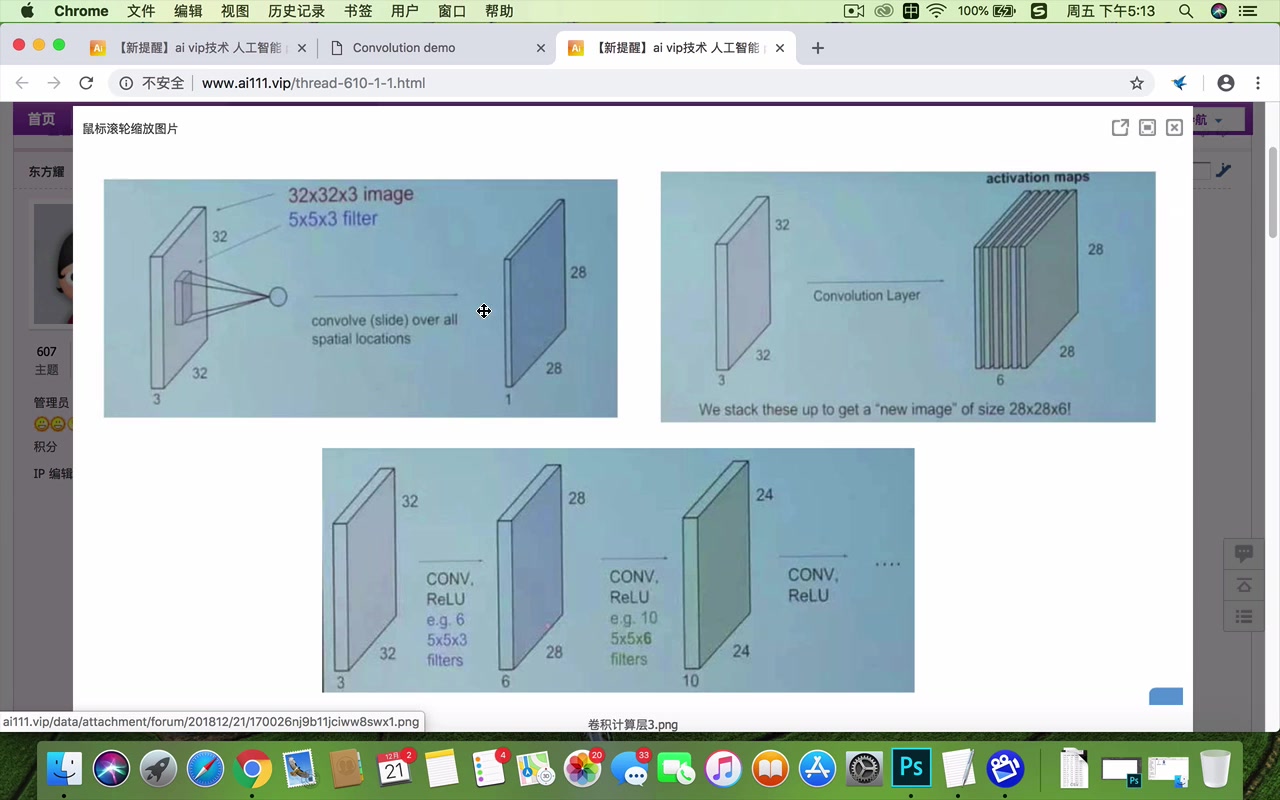 Chrome 文件 编辑 视图 历史记录 书签 用户 窗口 帮助 100% 周五 下午5:13
【新提醒】ai vip技术 人工智能 Convolution demo 【新提醒】ai vip技术 人工智能
不安全 www.ai111.vip/thread-610-1-1.html
首页
航
鼠标滚轮缩放图片
东方耀
607
主题
管理员
积分
IP 编辑
32x32x3 image
5x5x3 filter
32
convolve (slide) over all
spatial locations
32
3
28
28
1
activation maps
32
28
Convolution Layer
32
28
3
6
We stack these up to get a “new image” of size 28x28x6!
32
28
24
CONV,
ReLU
e.g. 6
5x5x3
filters
CONV,
ReLU
e.g. 10
5x5x6
filters
CONV,
ReLU
....
32
28
24
3
6
10
ai111.vip/data/attachment/forum/201812/21/170026nj9b11jciww8swx1.png
卷积计算层3.png
12月
21
2
4
3D
20
33
Ps
Ps